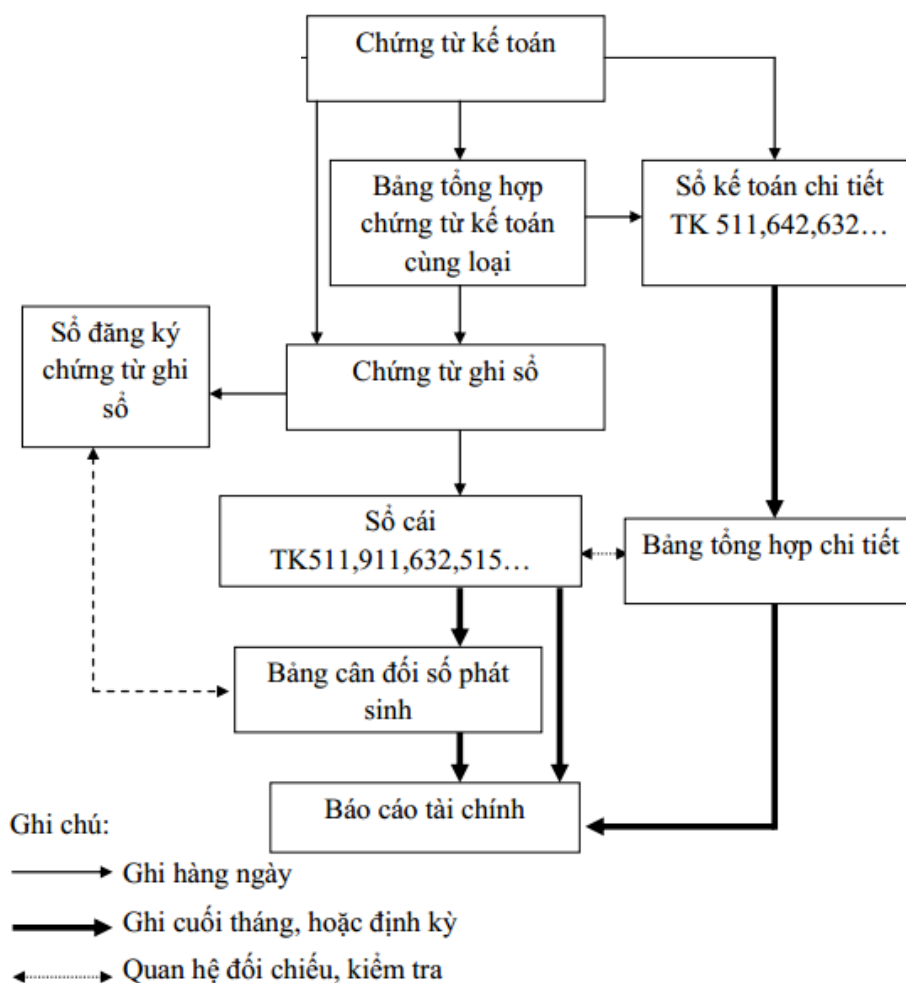 Chứng từ kế toán
Bảng tổng hợp
chứng từ kế toán
cùng loại
Sổ kế toán chi tiết
TK 511,642,632…
Sổ đăng ký
chứng từ ghi
sổ
Chứng từ ghi sổ
Sổ cái
TK511,911,632,515…
Bảng tổng hợp chi tiết
Bảng cân đối số phát
sinh
Báo cáo tài chính
Ghi chú:
Ghi hàng ngày
Ghi cuối tháng, hoặc định kỳ
Quan hệ đối chiếu, kiểm tra